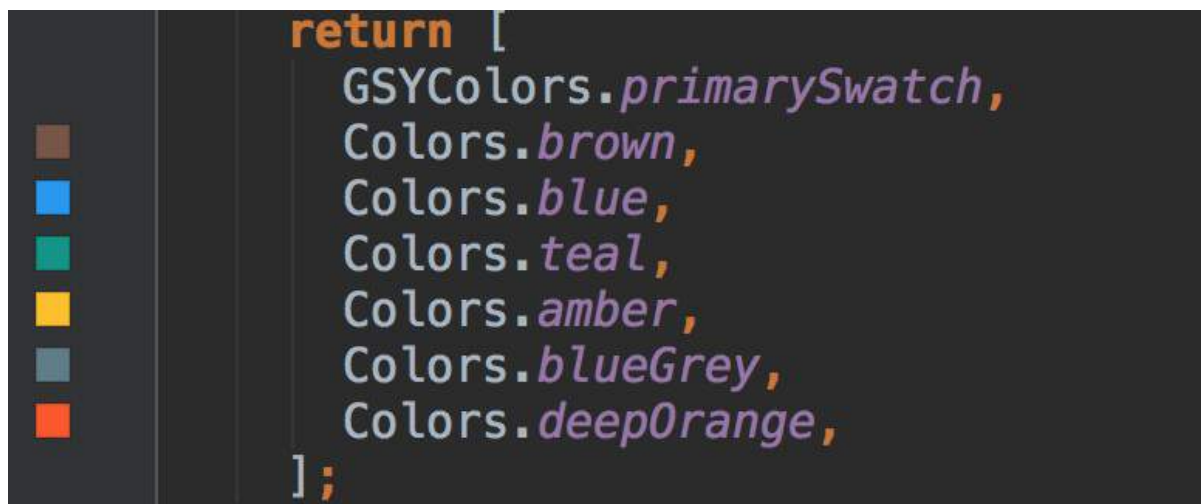 return [
GSYColors.primarySwatch,
Colors.brown,
Colors.blue,
Colors.teal,
Colors.amber,
Colors.blueGrey,
Colors.deepOrange,
];